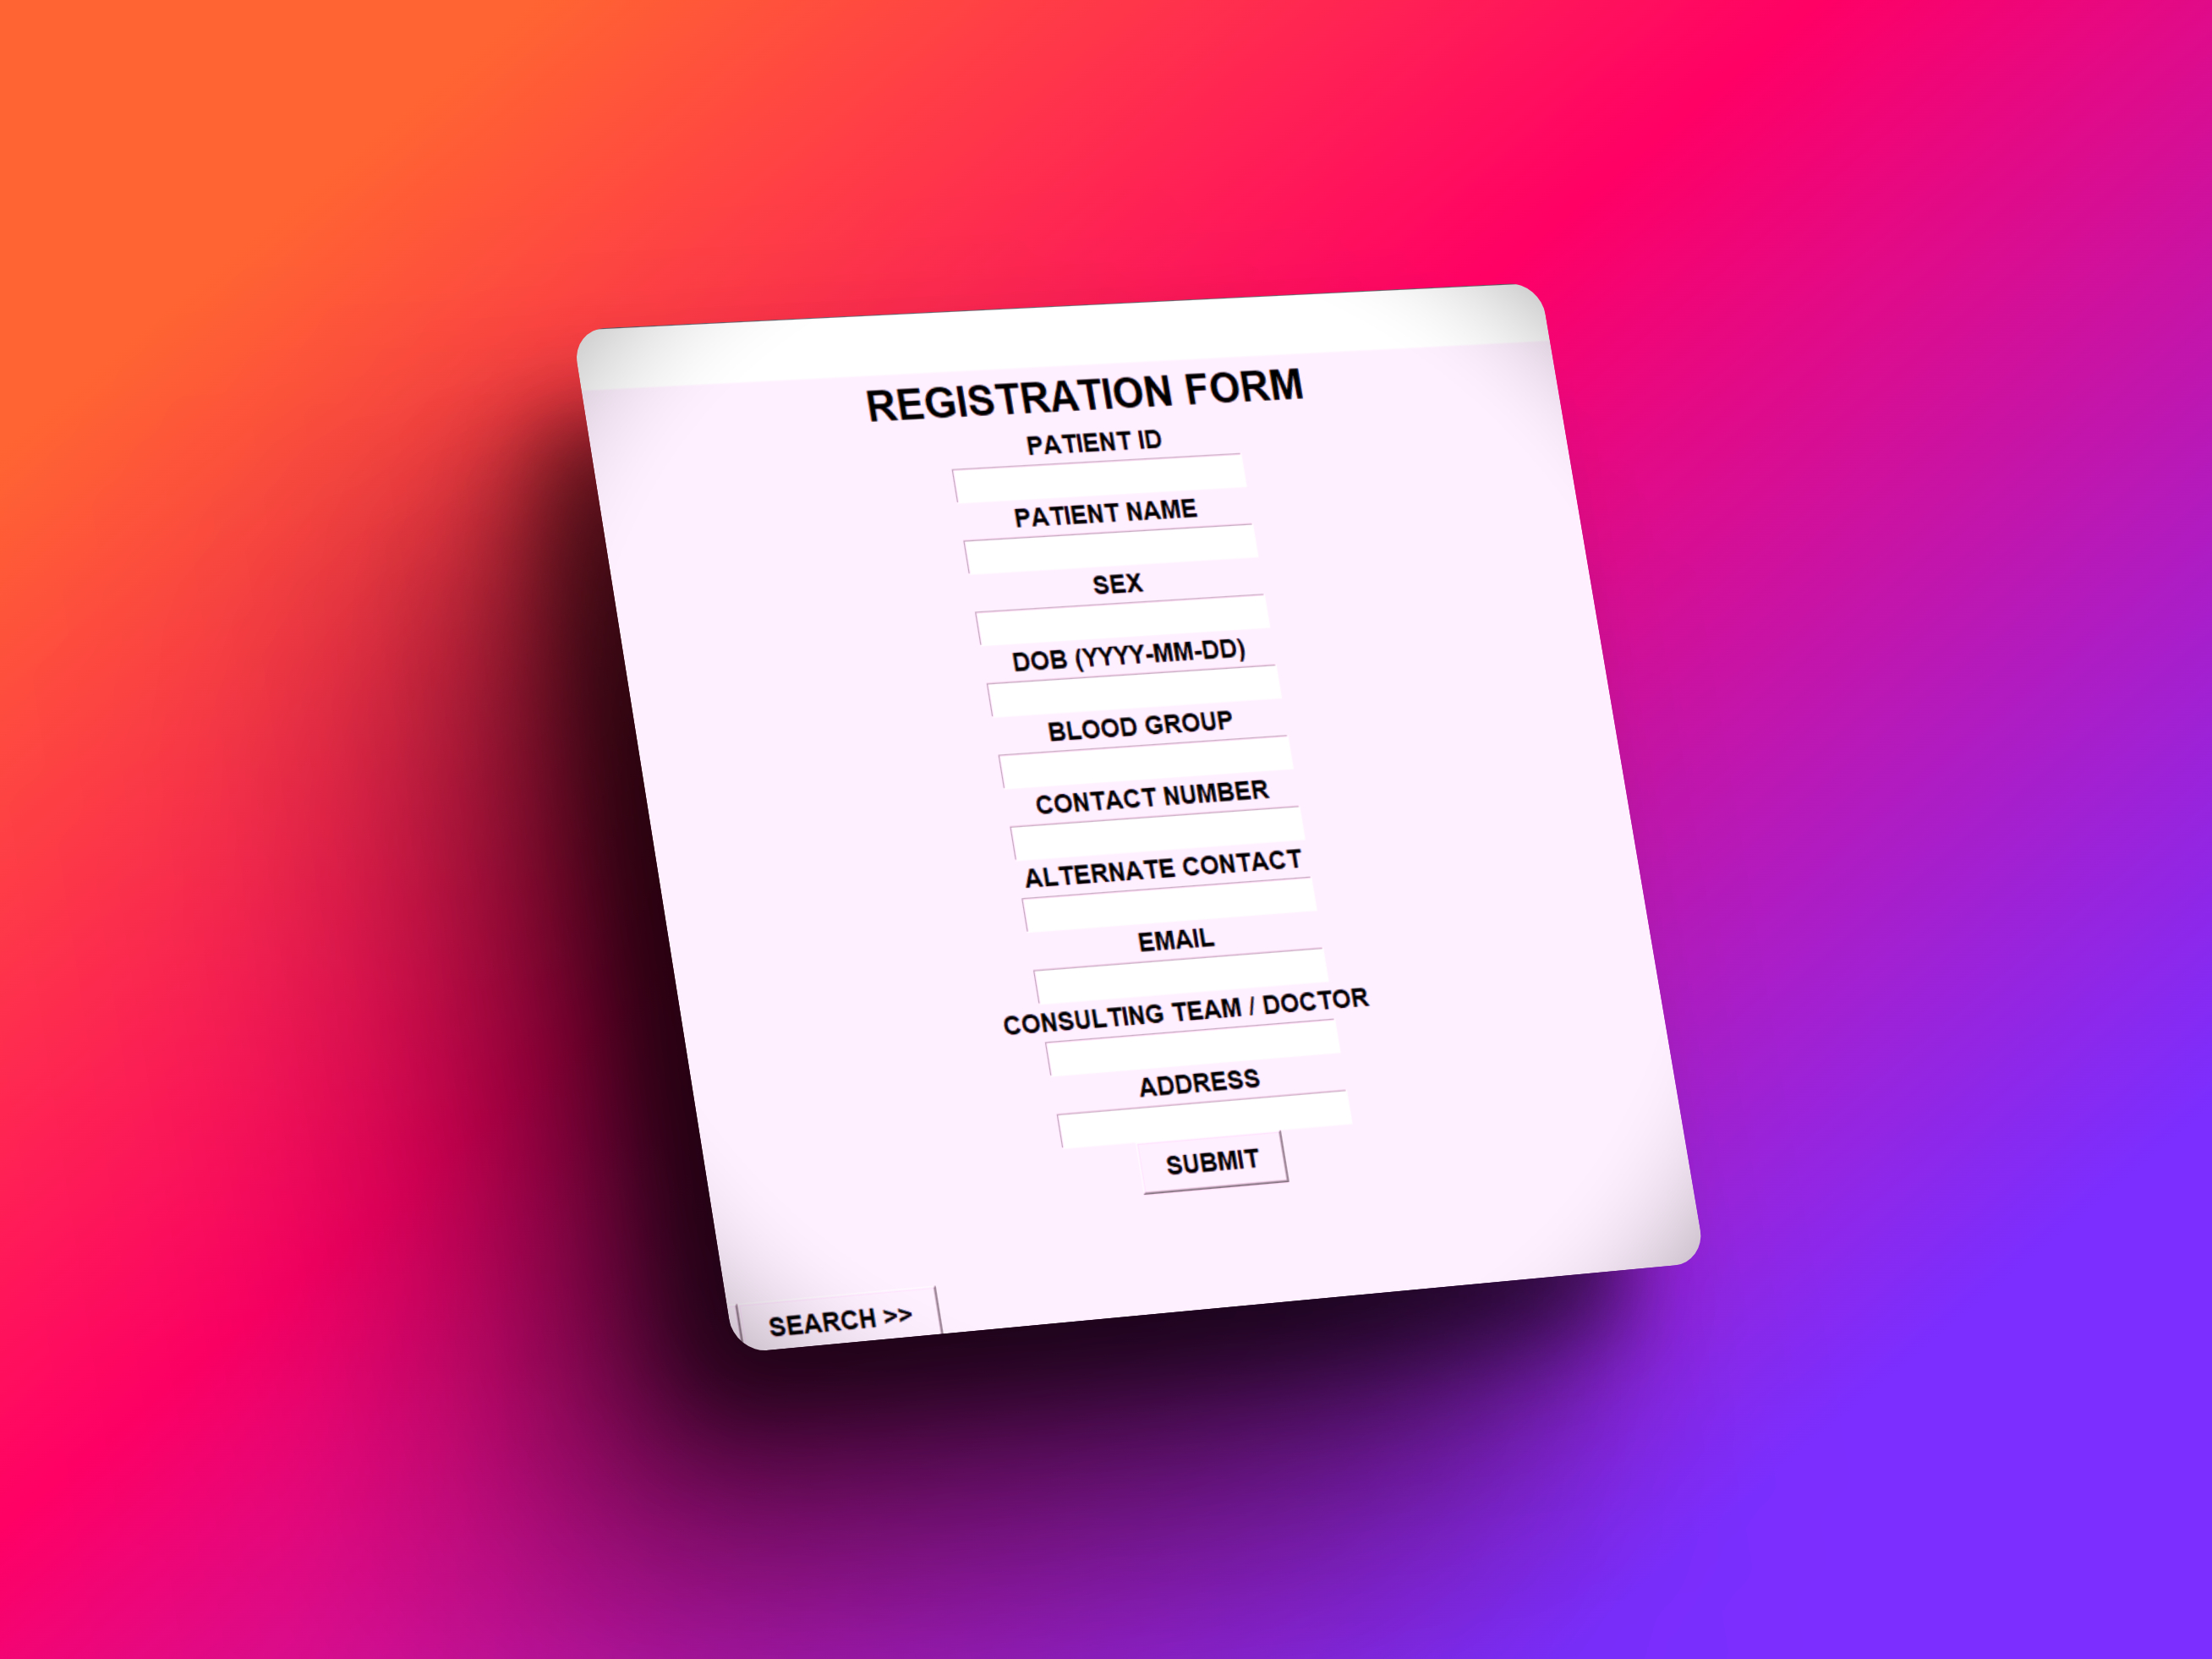 REGISTRATION FORM
PATIENT ID
PATIENT NAME
SEX
DOB (YYYY-MM-DD)
BLOOD GROUP
CONTACT NUMBER
ALTERNATE CONTACT
EMAIL
CONSULTING TEAM / DOCTOR
ADDRESS
SUBMIT
SEARCH >>